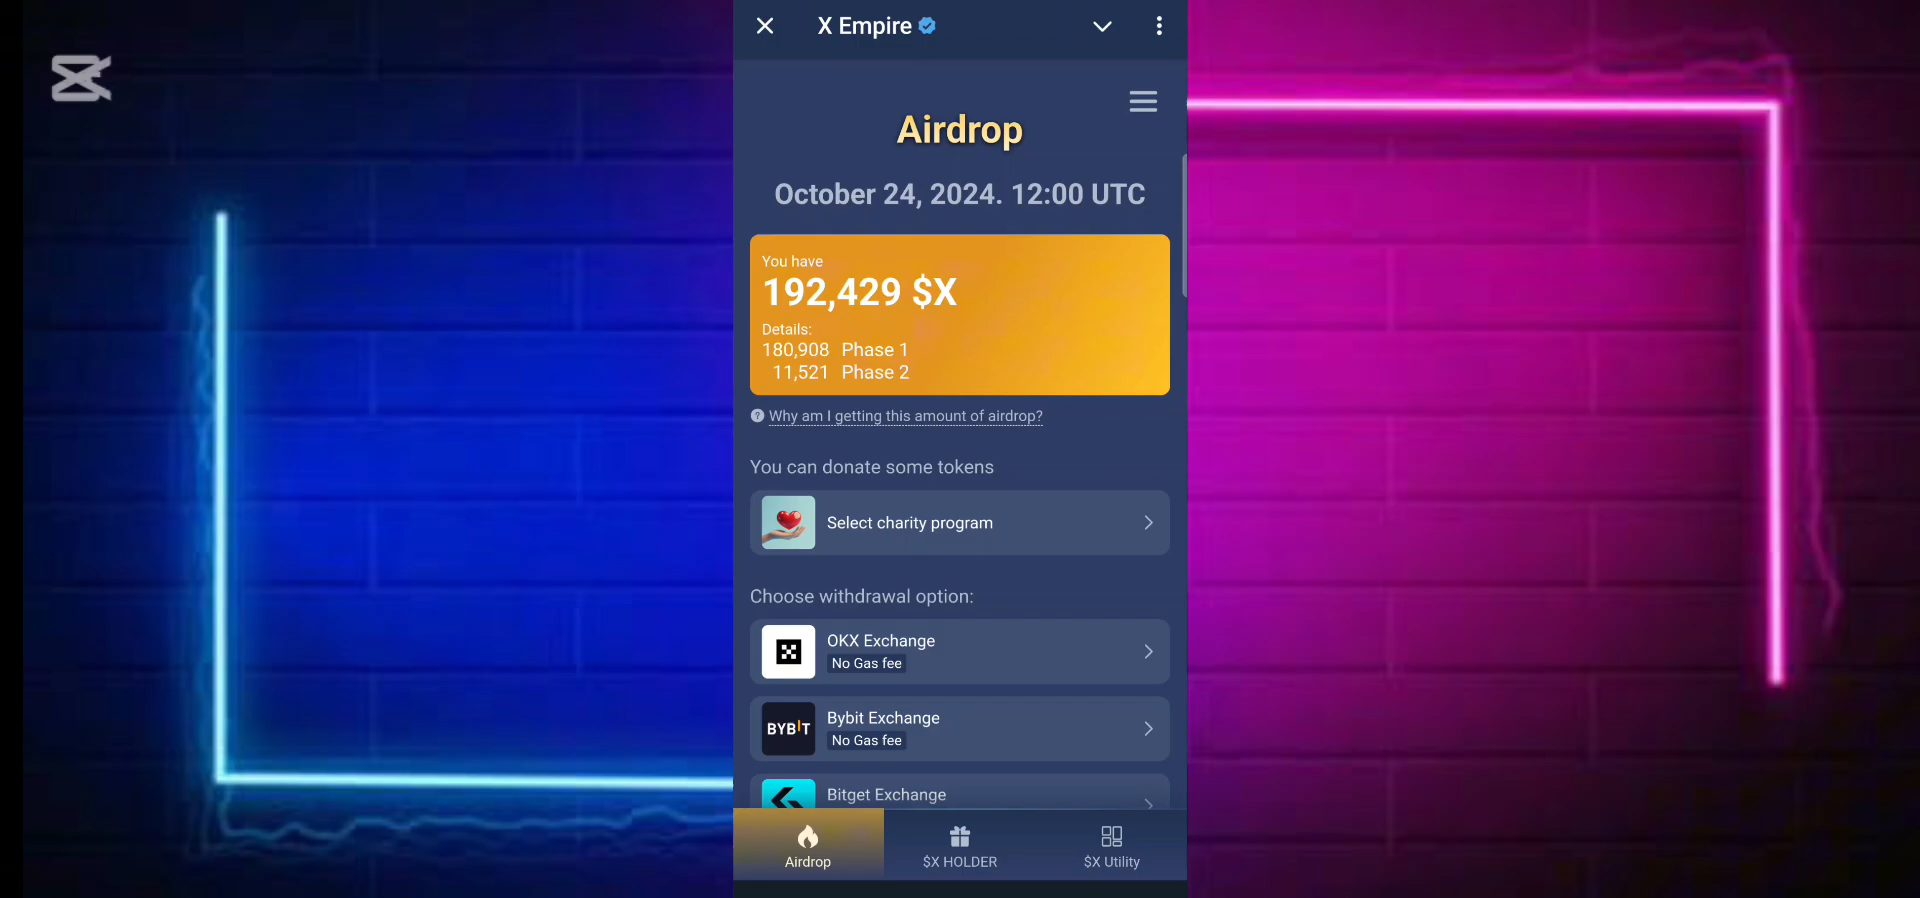 X Empire
Airdrop
October 24, 2024. 12:00 UTC
You have
192,429 $X
Details:
180,908 Phase 1
11,521 Phase 2
Why am I getting this amount of airdrop?
You can donate some tokens
Select charity program
Choose withdrawal option:
OKX Exchange
No Gas fee
BYBIT
Bybit Exchange
No Gas fee
Bitget Exchange
Airdrop
$X HOLDER
$X Utility